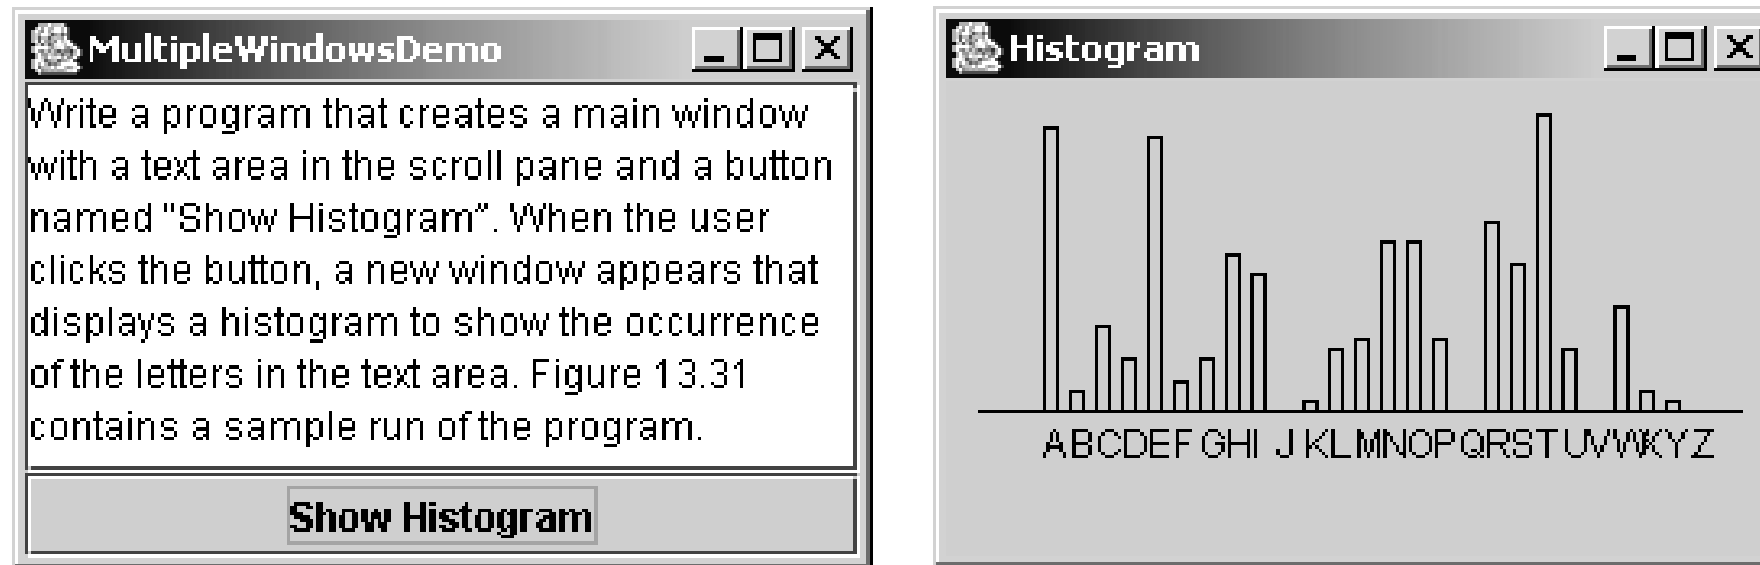 MultipleWindowsDemo
Write a program that creates a main window
with a text area in the scroll pane and a button
named "Show Histogram". When the user
clicks the button, a new window appears that
displays a histogram to show the occurrence
of the letters in the text area. Figure 13.31
contains a sample run of the program.
Show Histogram
Histogram
ABCDEFGHIJKLMNOPQRSTUVWXYZ